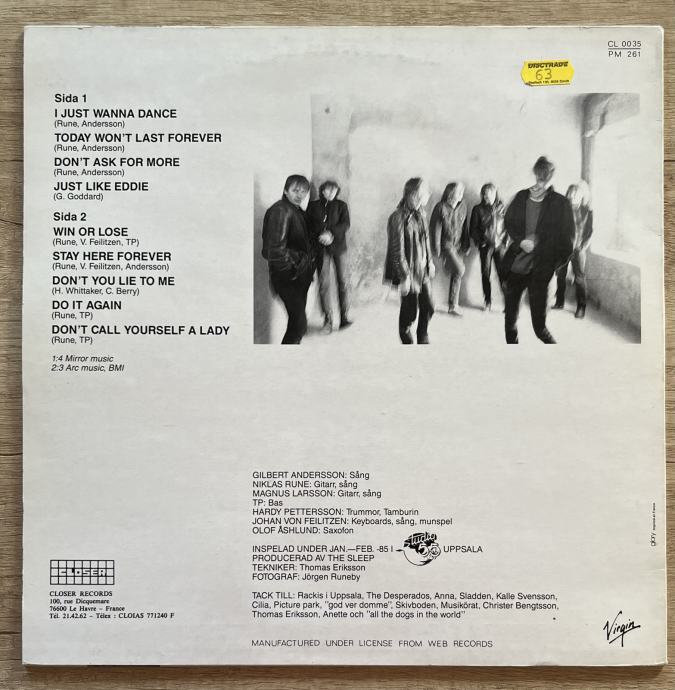 CL 0035
PM 261
DISCTRADE
63
Sida 1
I JUST WANNA DANCE
(Rune, Andersson)
TODAY WON'T LAST FOREVER
(Rune, Andersson)
DON'T ASK FOR MORE
(Rune, Andersson)
JUST LIKE EDDIE
(G. Goddard)
Sida 2
WIN OR LOSE
(Rune, V. Feilitzen, TP)
STAY HERE FOREVER
(Rune, V. Feilitzen, Andersson)
DON'T YOU LIE TO ME
(H. Whittaker, C. Berry)
DO IT AGAIN
(Rune, TP)
DON'T CALL YOURSELF A LADY
(Rune, TP)
1:4 Mirror music
2:3 Arc music, BMI
GILBERT ANDERSSON: Sång
NIKLAS RUNE: Gitarr, sång
MAGNUS LARSSON: Gitarr, sång
TP: Bas
HARDY PETTERSSON: Trummor, Tamburin
JOHAN VON FEILITZEN: Keyboards, sång, munspel
OLOF ÅSHLUND: Saxofon
INSPELAD UNDER JAN.—FEB. -85 I Studio UPPSALA
PRODUCERAD AV THE SLEEP
TEKNIKER: Thomas Eriksson
FOTOGRAF: Jörgen Runeby
TACK TILL: Rackis i Uppsala, The Desperados, Anna, Sladden, Kalle Svensson,
Cilia, Picture park, "god ver domme", Skivboden, Musikörat, Christer Bengtsson,
Thomas Eriksson, Anette och "all the dogs in the world"
CLOSER
CLOSER RECORDS
100, rue Dicquemare
76600 Le Havre – France
Tél. 21.42.62 – Télex : CLOIAS 771240 F
Virgin
MANUFACTURED UNDER LICENSE FROM WEB RECORDS